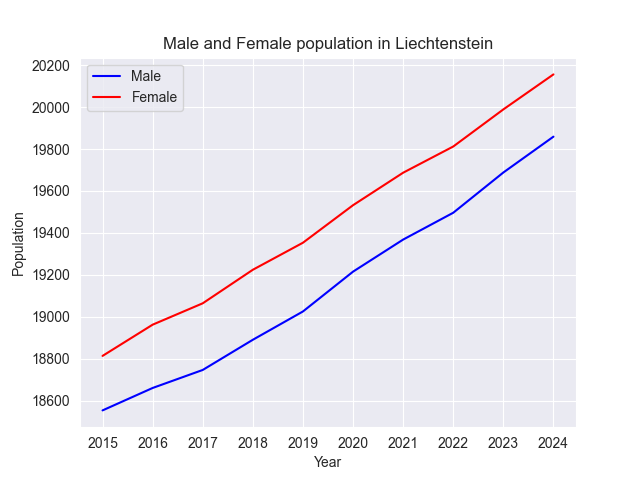 Male and Female population in Liechtenstein
Male
Female
Population
20200
20000
19800
19600
19400
19200
19000
18800
18600
2015 2016 2017 2018 2019 2020 2021 2022 2023 2024
Year